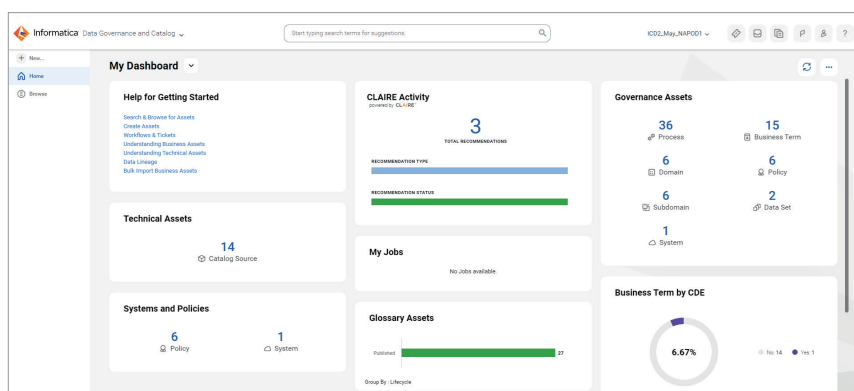 Informatica Data Governance and Catalog
Start typing search terms for suggestions.
ICD2_May_NAPOD1
?
New...
Home
Browse
My Dashboard
Help for Getting Started
Search & Browse for Assets
Create Assets
Workflows & Tickets
Understanding Business Assets
Understanding Technical Assets
Data Lineage
Bulk Import Business Assets
Technical Assets
14
Catalog Source
Systems and Policies
6
Policy
1
System
CLAIRE Activity
powered by CLAIRE
3
TOTAL RECOMMENDATIONS
RECOMMENDATION TYPE
RECOMMENDATION STATUS
My Jobs
No Jobs available.
Glossary Assets
Published 27
Group By : Lifecycle
Governance Assets
36
Process
15
Business Term
6
Domain
6
Policy
6
Subdomain
2
Data Set
1
System
Business Term by CDE
6.67%
No 14
Yes 1